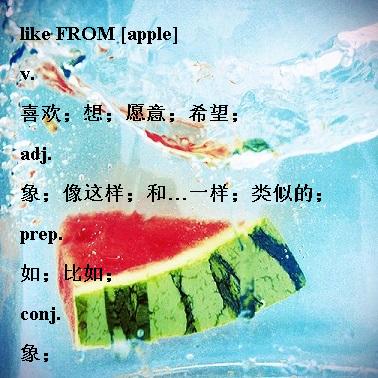 like FROM [apple]
v.
喜欢；想；愿意；希望；
adj.
象；像这样；和…一样；类似的；
prep.
如；比如；
conj.
象；